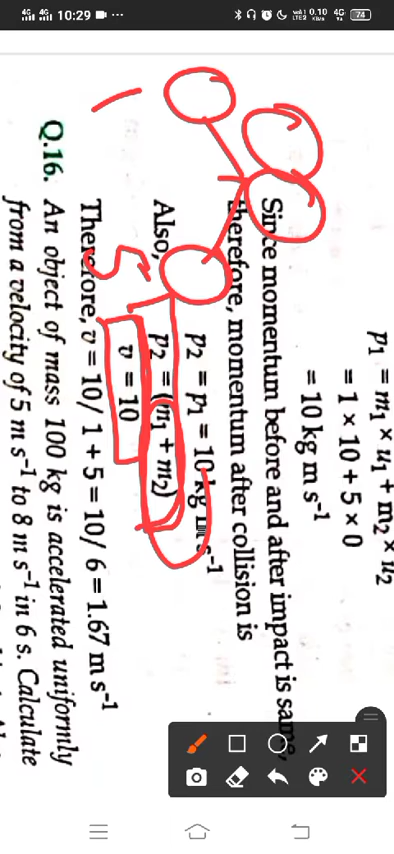 10:29
0.10
KB/s
4G
74
p₁ = m₁ × u₁ + m₂ × u₂
= 1 × 10 + 5 × 0
= 10 kg m s⁻¹
Since momentum before and after impact is same,
therefore, momentum after collision is
p₂ = p₁ = 10 kg m s⁻¹
Also, p₂ = (m₁ + m₂)
v = 10
Therefore, v = 10/ 1 + 5 = 10/ 6 = 1.67 m s⁻¹
Q.16. An object of mass 100 kg is accelerated uniformly
from a velocity of 5 m s⁻¹ to 8 m s⁻¹ in 6 s. Calculate